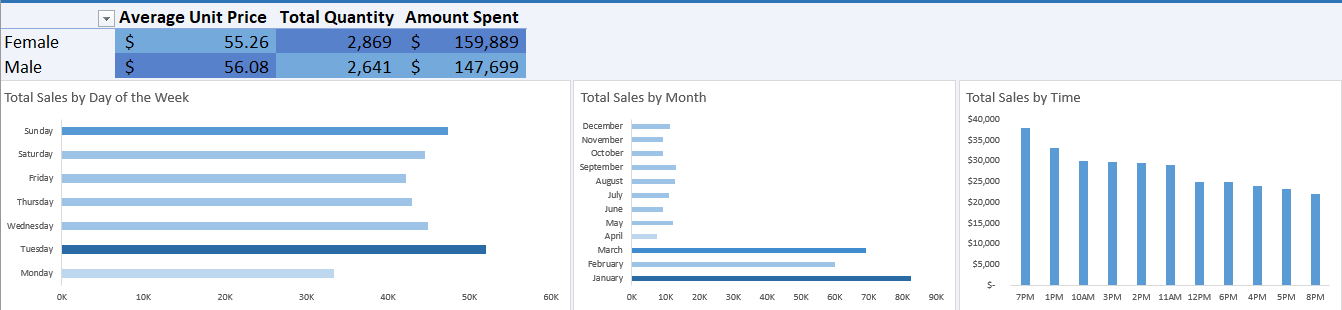 Average Unit Price Total Quantity Amount Spent
Female $ 55.26 2,869 $ 159,889
Male $ 56.08 2,641 $ 147,699
Total Sales by Day of the Week
Sunday
Saturday
Friday
Thursday
Wednesday
Tuesday
Monday
0K 10K 20K 30K 40K 50K 60K
Total Sales by Month
December
November
October
September
August
July
June
May
April
March
February
January
0K 10K 20K 30K 40K 50K 60K 70K 80K 90K
Total Sales by Time
$40,000
$35,000
$30,000
$25,000
$20,000
$15,000
$10,000
$5,000
$-
7PM 1PM 10AM 3PM 2PM 11AM 12PM 6PM 4PM 5PM 8PM